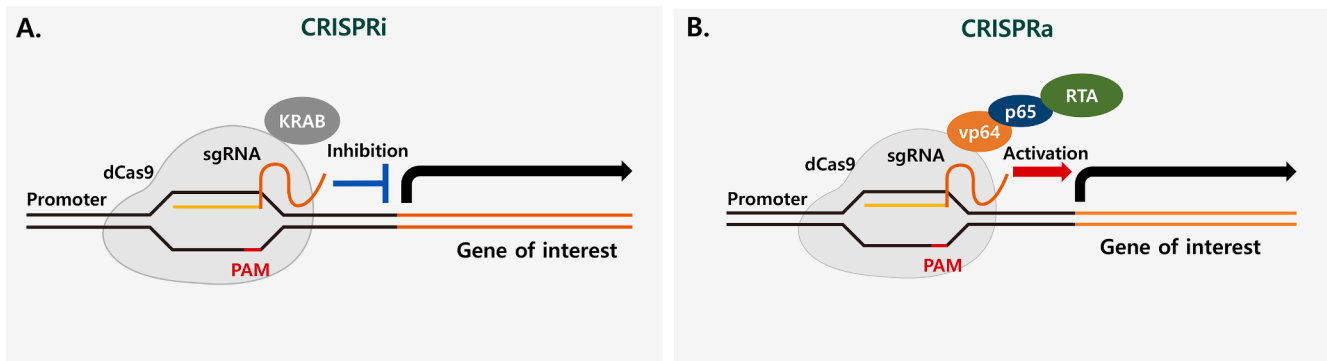 A.
CRISPRi
KRAB
sgRNA
Inhibition
dCas9
Promoter
Gene of interest
PAM
B.
CRISPRa
RTA
p65
vp64
sgRNA
Activation
dCas9
Promoter
Gene of interest
PAM